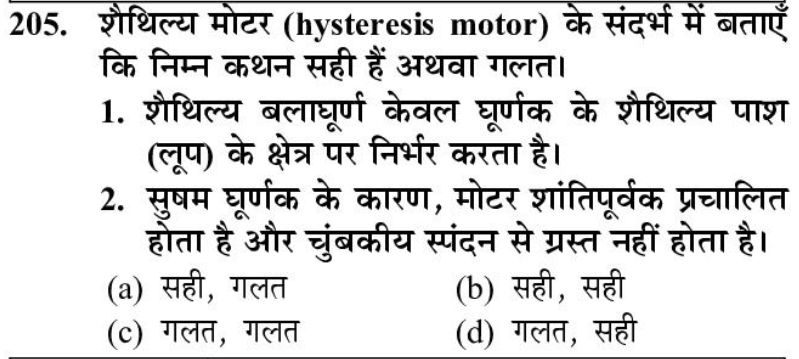 205. शैथिल्य मोटर (hysteresis motor) के संदर्भ में बताएँ
कि निम्न कथन सही हैं अथवा गलत।
1. शैथिल्य बलाघूर्ण केवल घूर्णक के शैथिल्य पाश
(लूप) के क्षेत्र पर निर्भर करता है।
2. सुषम घूर्णक के कारण, मोटर शांतिपूर्वक प्रचालित
होता है और चुंबकीय स्पंदन से ग्रस्त नहीं होता है।
(a) सही, गलत (b) सही, सही
(c) गलत, गलत (d) गलत, सही